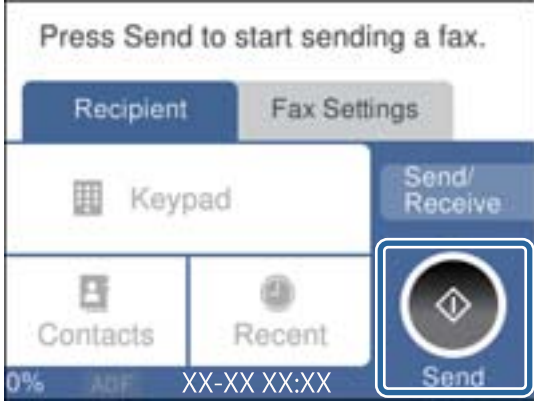 Press Send to start sending a fax.
Recipient
Fax Settings
Keypad
Send/
Receive
Contacts
Recent
Send
0%
ADF
XX-XX XX:XX